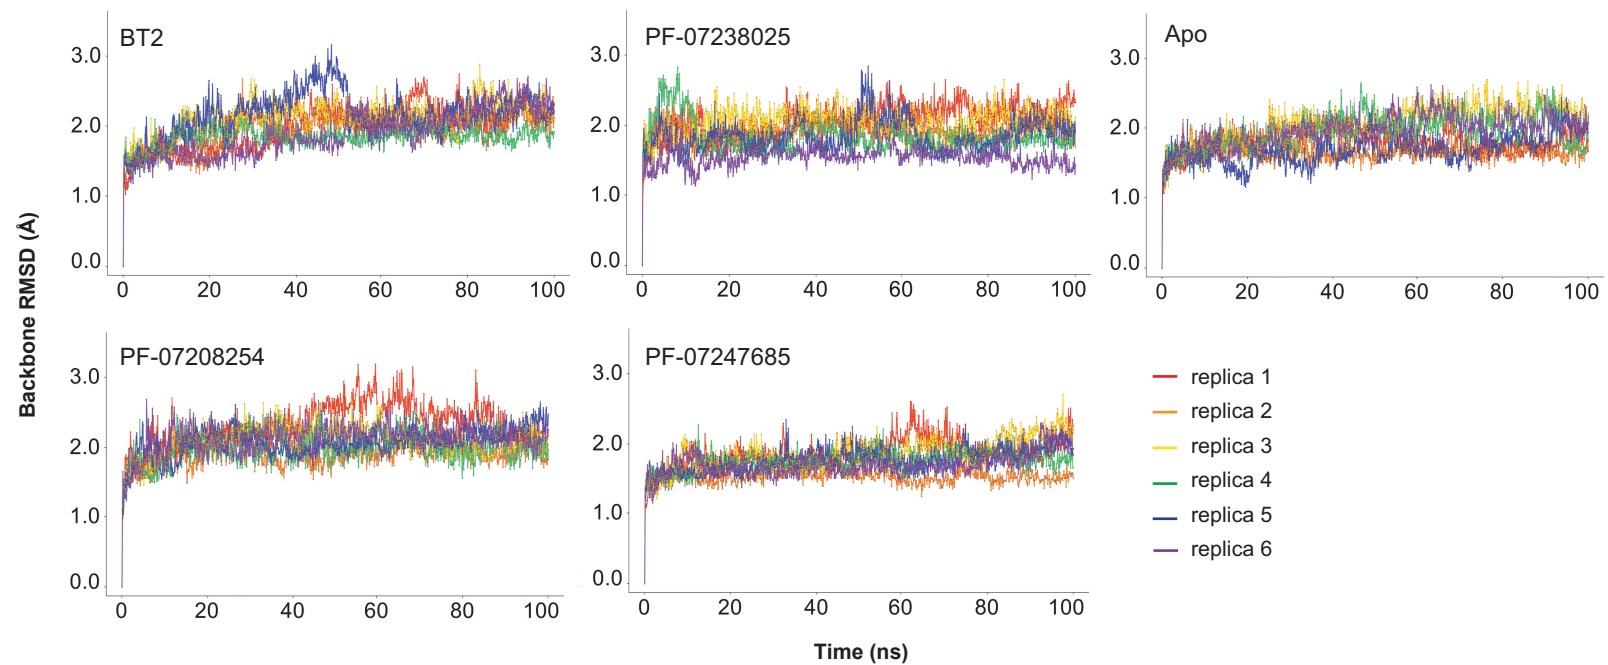 BT2
3.0
2.0
1.0
0.0
0 20 40 60 80 100
PF-07238025
3.0
2.0
1.0
0.0
0 20 40 60 80 100
Apo
3.0
2.0
1.0
0.0
0 20 40 60 80 100
Backbone RMSD (Å)
PF-07208254
3.0
2.0
1.0
0.0
0 20 40 60 80 100
PF-07247685
3.0
2.0
1.0
0.0
0 20 40 60 80 100
replica 1
replica 2
replica 3
replica 4
replica 5
replica 6
Time (ns)